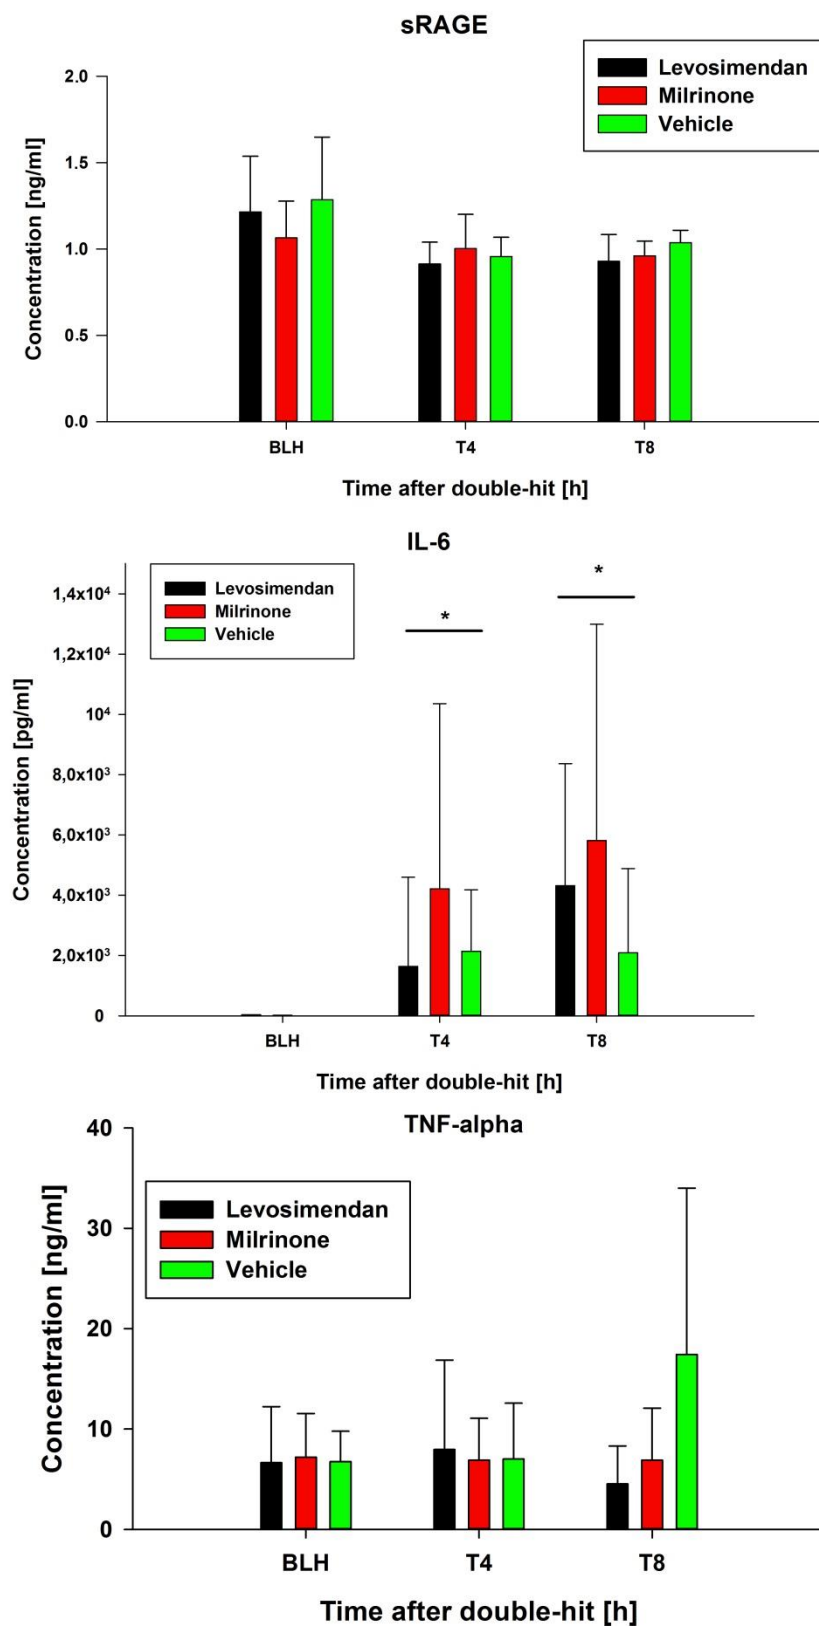 sRAGE
Levosimendan
Milrinone
Vehicle
Concentration [ng/ml]
2.0
1.5
1.0
0.5
0.0
BLH T4 T8
Time after double-hit [h]
IL-6
Levosimendan
Milrinone
Vehicle
Concentration [pg/ml]
1,4x10⁴
1,2x10⁴
10⁴
8,0x10³
6,0x10³
4,0x10³
2,0x10³
0
*
*
BLH T4 T8
Time after double-hit [h]
TNF-alpha
Levosimendan
Milrinone
Vehicle
Concentration [ng/ml]
40
30
20
10
0
BLH T4 T8
Time after double-hit [h]